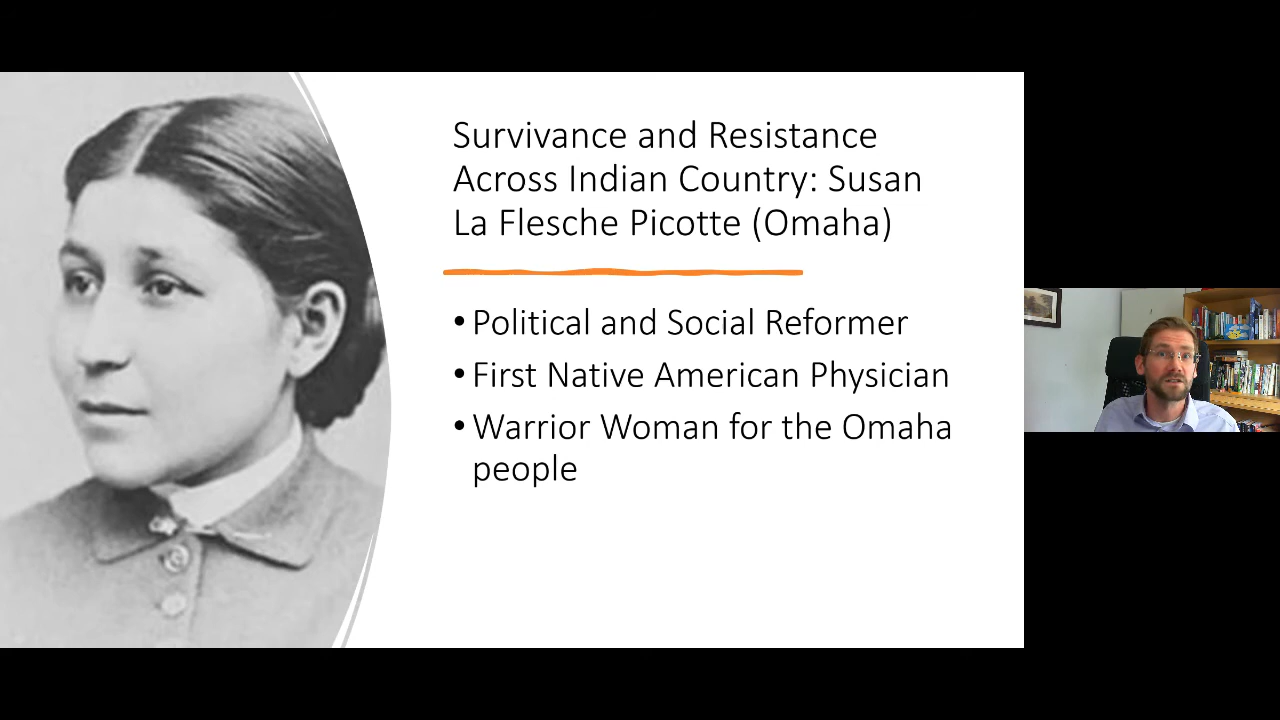 Survivance and Resistance
Across Indian Country: Susan
La Flesche Picotte (Omaha)
• Political and Social Reformer
• First Native American Physician
• Warrior Woman for the Omaha
people